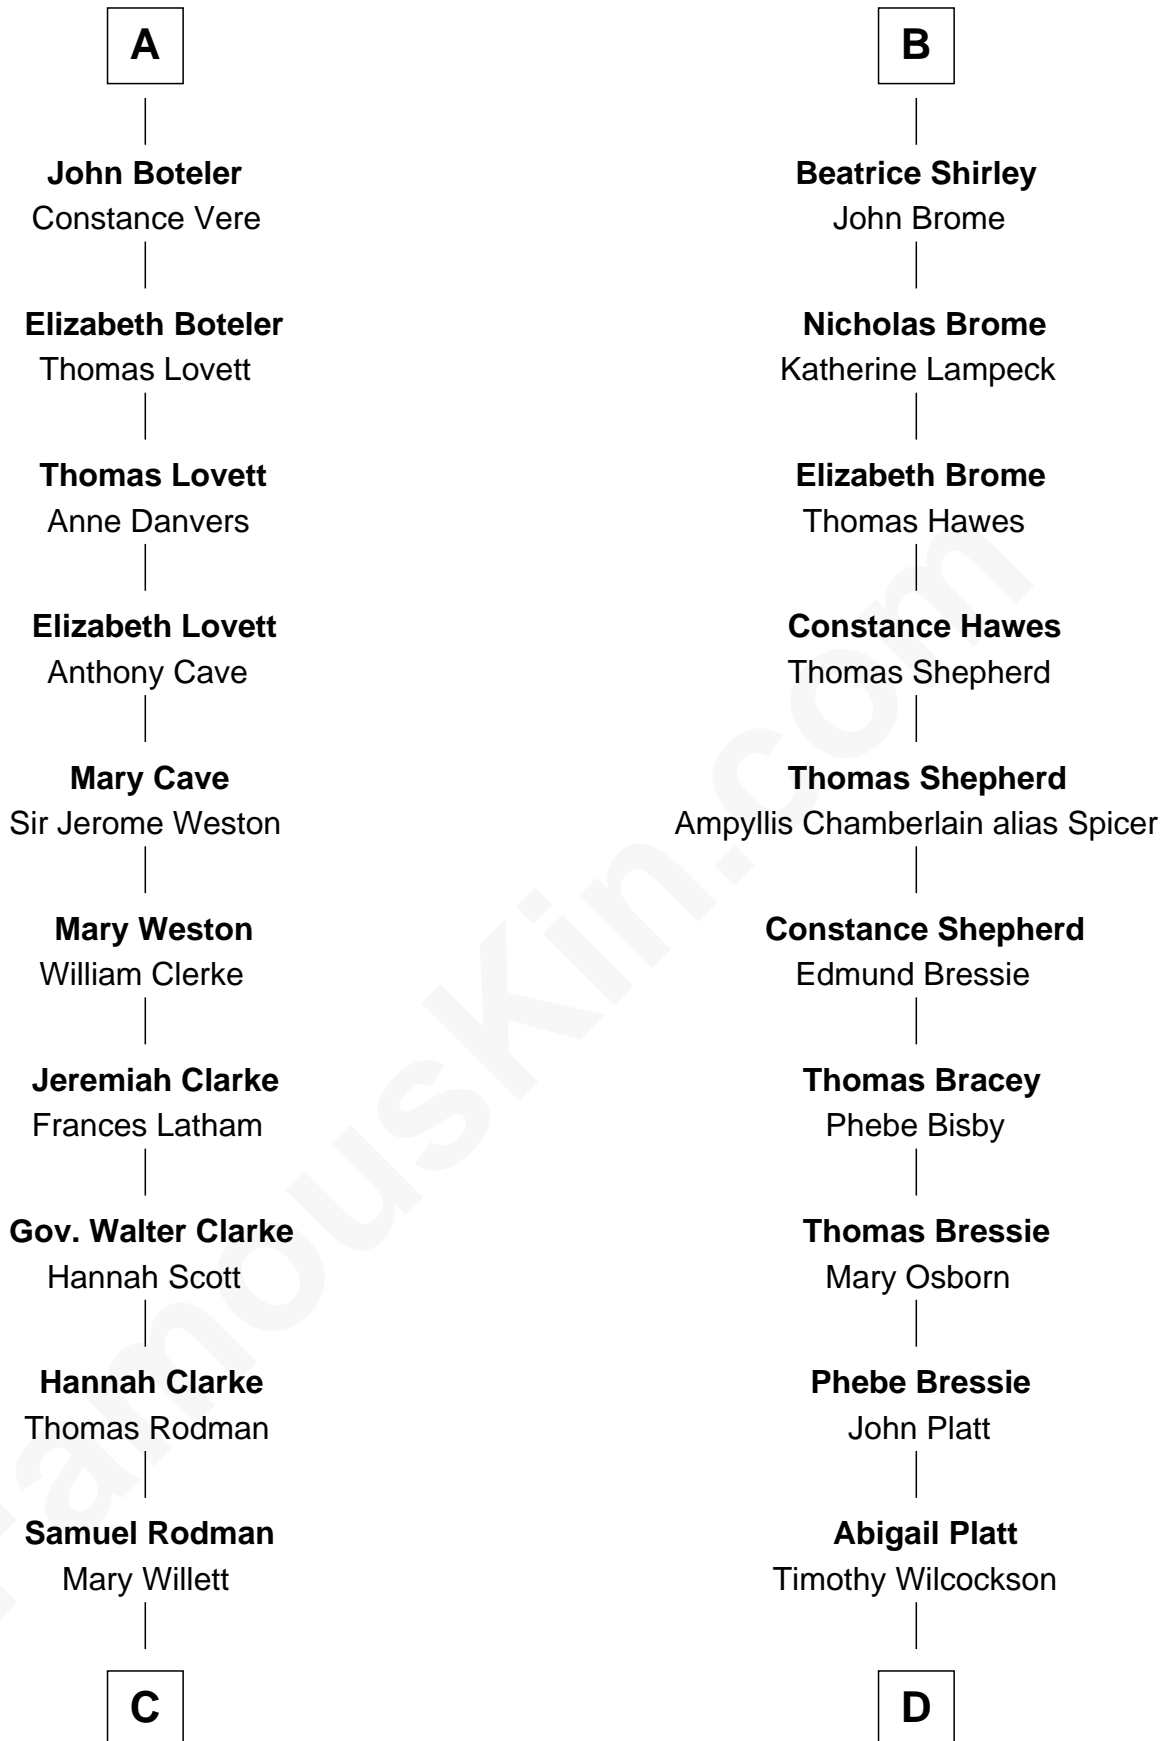 A
John Boteler
Constance Vere
Elizabeth Boteler
Thomas Lovett
Thomas Lovett
Anne Danvers
Elizabeth Lovett
Anthony Cave
Mary Cave
Sir Jerome Weston
Mary Weston
William Clerke
Jeremiah Clarke
Frances Latham
Gov. Walter Clarke
Hannah Scott
Hannah Clarke
Thomas Rodman
Samuel Rodman
Mary Willett
C
B
Beatrice Shirley
John Brome
Nicholas Brome
Katherine Lampeck
Elizabeth Brome
Thomas Hawes
Constance Hawes
Thomas Shepherd
Thomas Shepherd
Ampyllis Chamberlain alias Spicer
Constance Shepherd
Edmund Bressie
Thomas Bracey
Phebe Bisby
Thomas Bressie
Mary Osborn
Phebe Bressie
John Platt
Abigail Platt
Timothy Wilcockson
D
FamousKin.com